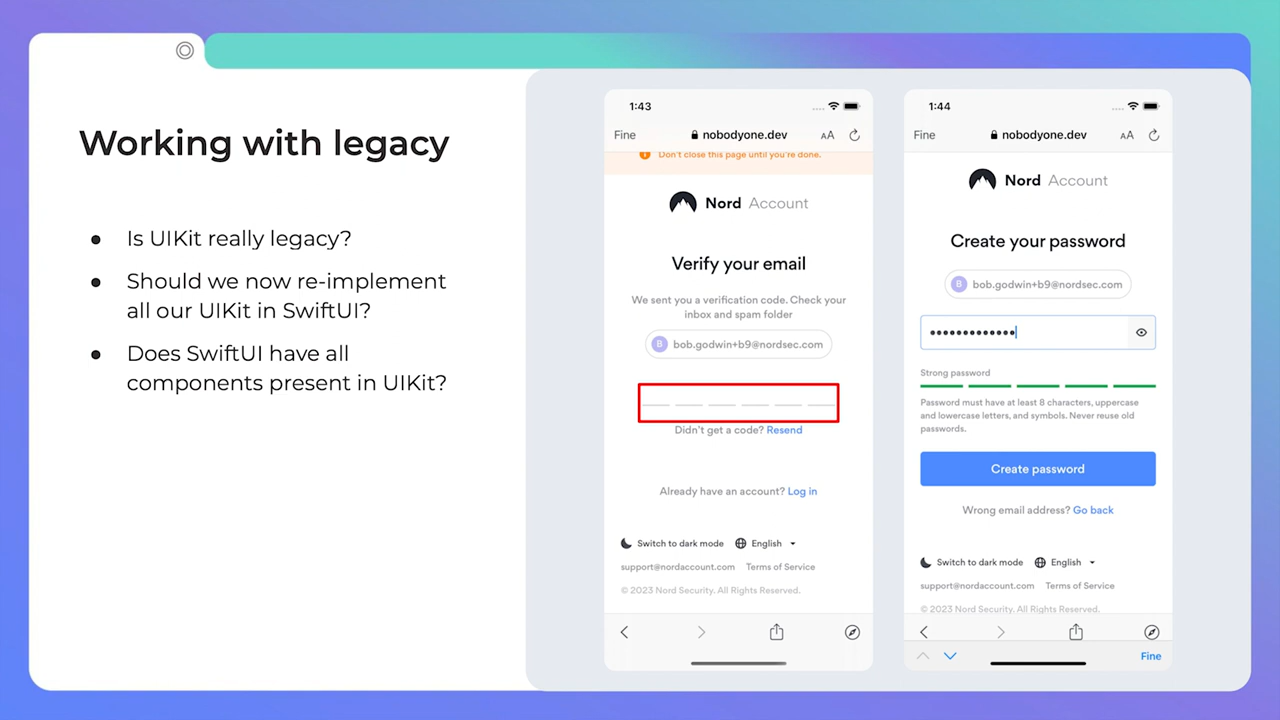 Working with legacy
Is UIKit really legacy?
Should we now re-implement
all our UIKit in SwiftUI?
Does SwiftUI have all
components present in UIKit?
1:43
Fine
nobodyone.dev
AA
Don't close this page until you're done.
Nord Account
Verify your email
We sent you a verification code. Check your
inbox and spam folder
B bob.godwin+b9@nordsec.com
Didn't get a code? Resend
Already have an account? Log in
Switch to dark mode English
support@nordaccount.com Terms of Service
© 2023 Nord Security. All Rights Reserved.
1:44
Fine
nobodyone.dev
AA
Nord Account
Create your password
B bob.godwin+b9@nordsec.com
Strong password
Password must have at least 8 characters, uppercase
and lowercase letters, and symbols. Never reuse old
passwords.
Create password
Wrong email address? Go back
Switch to dark mode English
support@nordaccount.com Terms of Service
© 2023 Nord Security. All Rights Reserved.
Fine